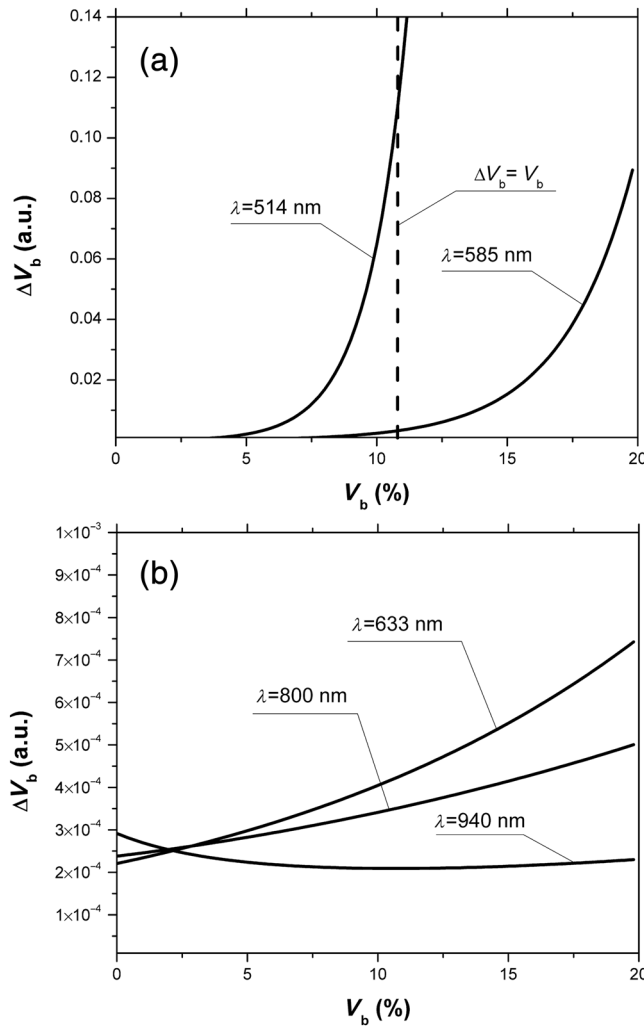 0.14
(a)
0.12
0.10
ΔVb= Vb
0.08
λ=514 nm
0.06
λ=585 nm
0.04
0.02
ΔVb (a.u.)
0 5 10 15 20
Vb (%)
1×10⁻³
(b)
9×10⁻⁴
8×10⁻⁴
λ=633 nm
7×10⁻⁴
6×10⁻⁴
λ=800 nm
5×10⁻⁴
4×10⁻⁴
λ=940 nm
3×10⁻⁴
2×10⁻⁴
1×10⁻⁴
ΔVb (a.u.)
0 5 10 15 20
Vb (%)